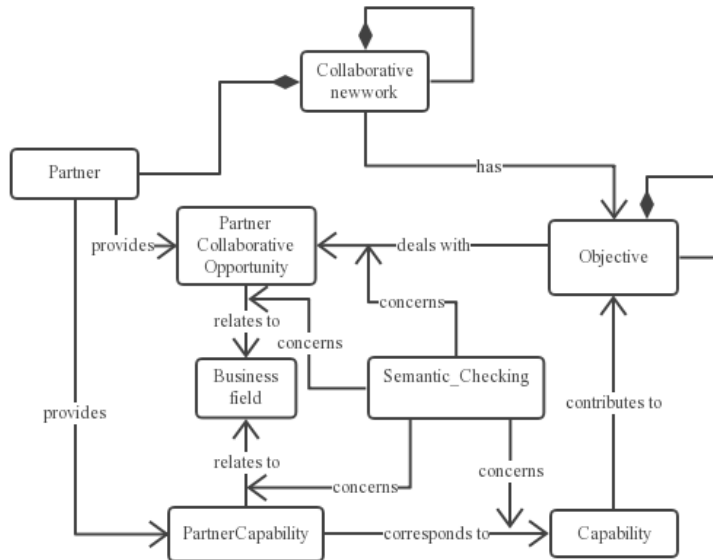 Collaborative
newwork
Partner
has
provides
Partner
Collaborative
Opportunity
deals with
Objective
concerns
relates to
concerns
Business
field
Semantic_Checking
provides
contributes to
relates to
concerns
concerns
PartnerCapability
corresponds to
Capability